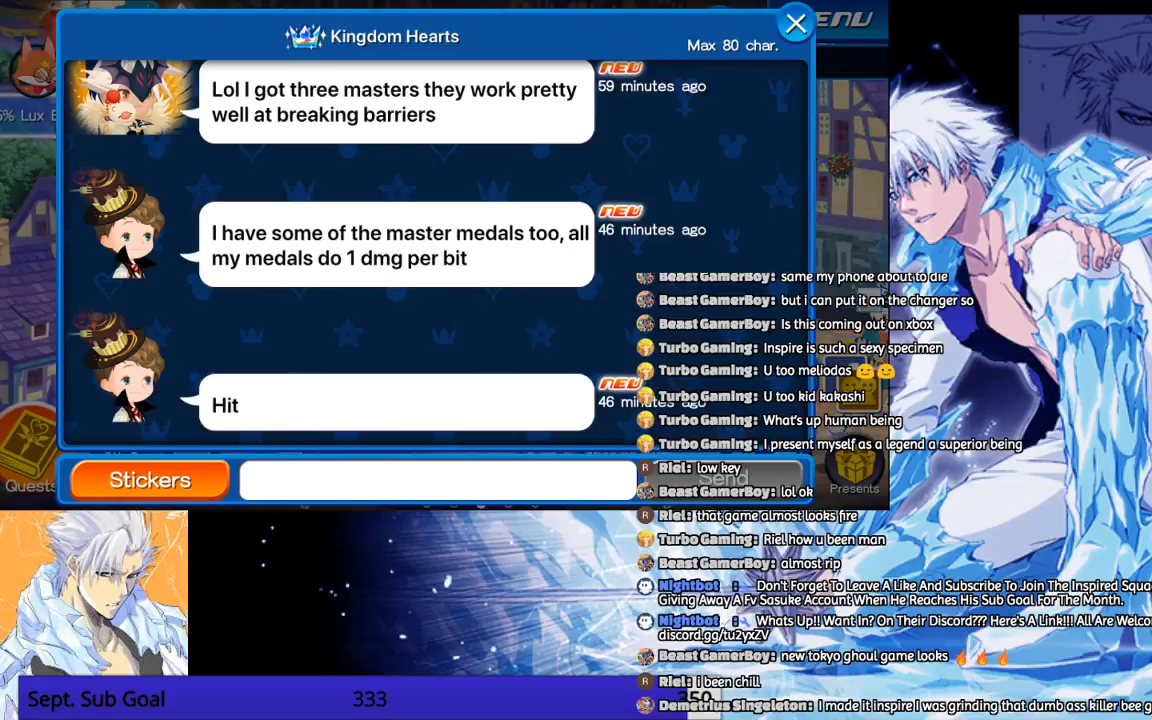 ENU
Kingdom Hearts
Max 80 char.
NEW
59 minutes ago
Lol I got three masters they work pretty
well at breaking barriers
5% Lux
NEW
46 minutes ago
I have some of the master medals too, all
my medals do 1 dmg per bit
NEW
Hit
Stickers
Send
Quests
Presents
Beast GamerBoy: same my phone about to die
Beast GamerBoy: but i can put it on the changer so
Beast GamerBoy: Is this coming out on xbox
Turbo Gaming: Inspire is such a sexy specimen
Turbo Gaming: U too meliodas 🙂🙂
Turbo Gaming: U too kid kakashi
46 minutes ago
Turbo Gaming: What's up human being
Turbo Gaming: I present myself as a legend a superior being
R Riel: low key
Beast GamerBoy: lol ok
R Riel: that game almost looks fire
Turbo Gaming: Riel how u been man
Beast GamerBoy: almost rip
Nightbot : Don't Forget To Leave A Like And Subscribe To Join The Inspired Squa
Giving Away A Fv Sasuke Account When He Reaches His Sub Goal For The Month.
Nightbot : Whats Up!! Want In? On Their Discord??? Here's A Link!!! All Are Welco
discord.gg/tu2yxZV
Beast GamerBoy: new tokyo ghoul game looks 🔥🔥🔥
R Riel: i been chill
Demetrius Singleton: I made it inspire I was grinding that dumb ass killer bee g
Sept. Sub Goal
333
350